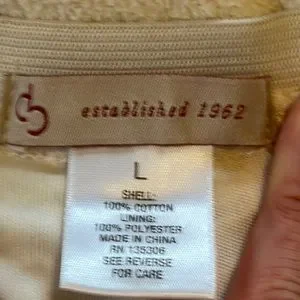 established 1962
L
SHELL:
100% COTTON
LINING:
100% POLYESTER
MADE IN CHINA
RN 135306
SEE REVERSE
FOR CARE